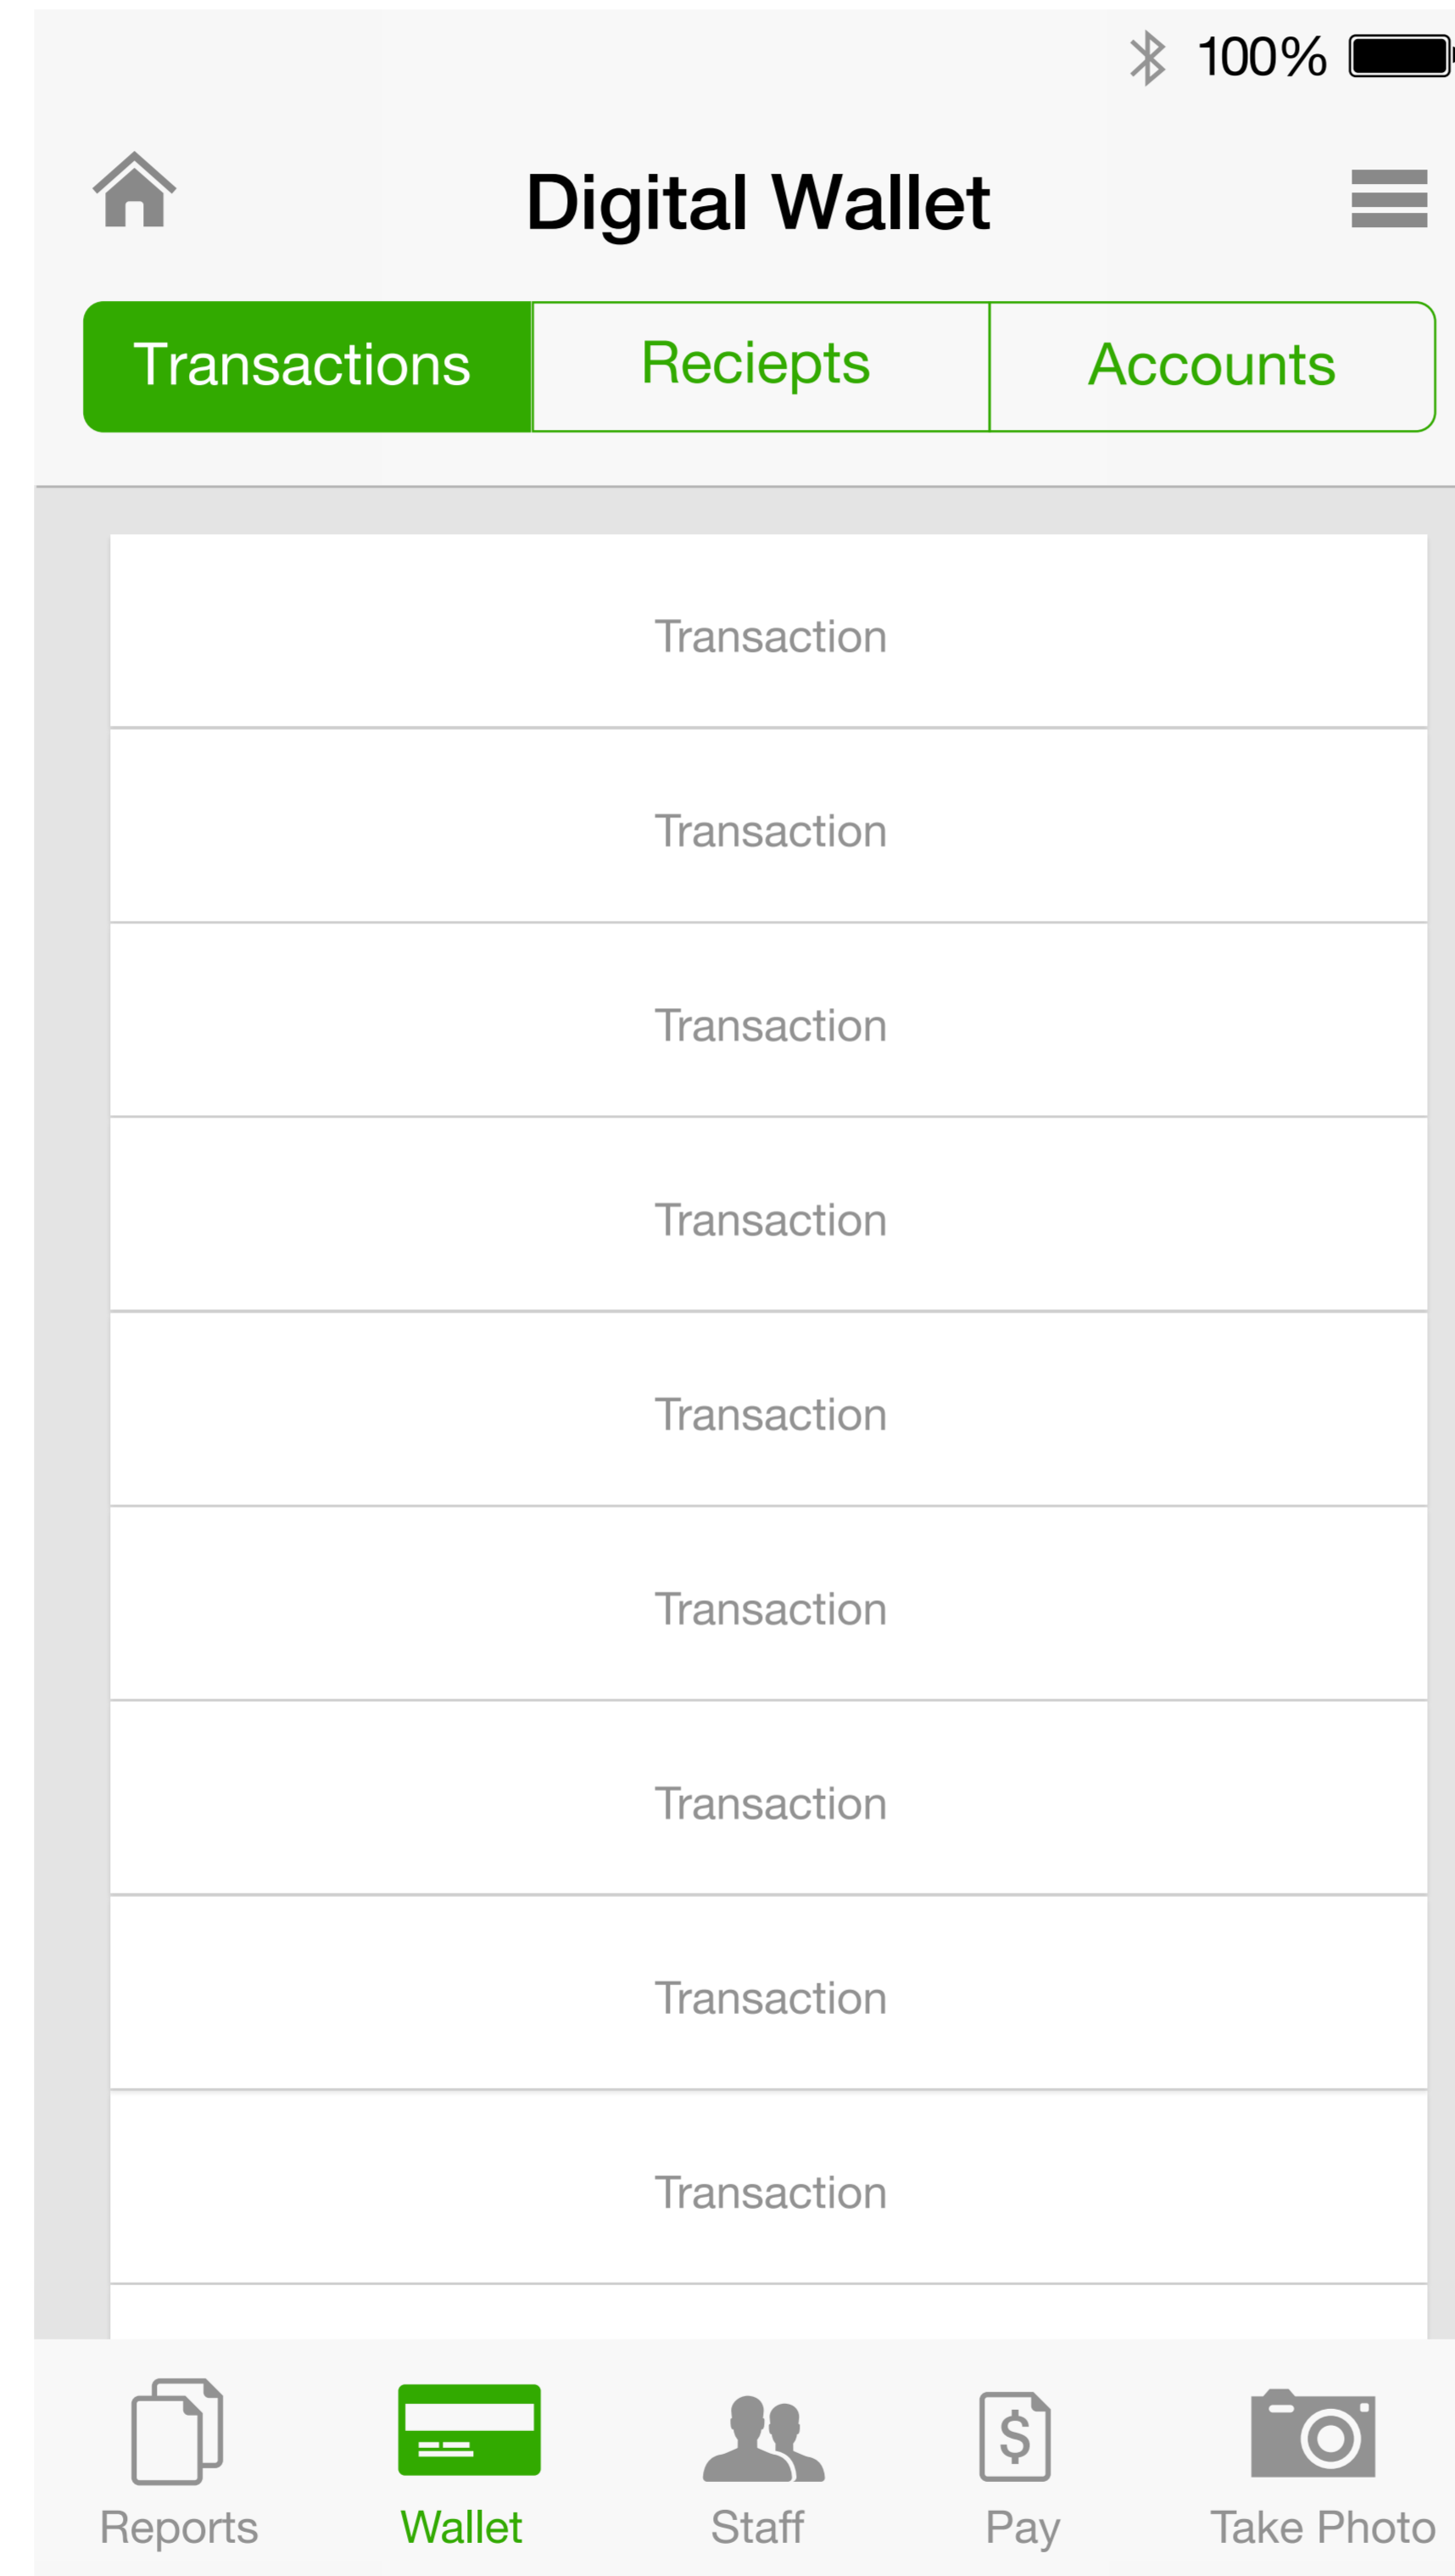 100%
Digital Wallet
Transactions Reciepts Accounts
Transaction
Transaction
Transaction
Transaction
Transaction
Transaction
Transaction
Transaction
Transaction
$
Reports Wallet Staff Pay Take Photo